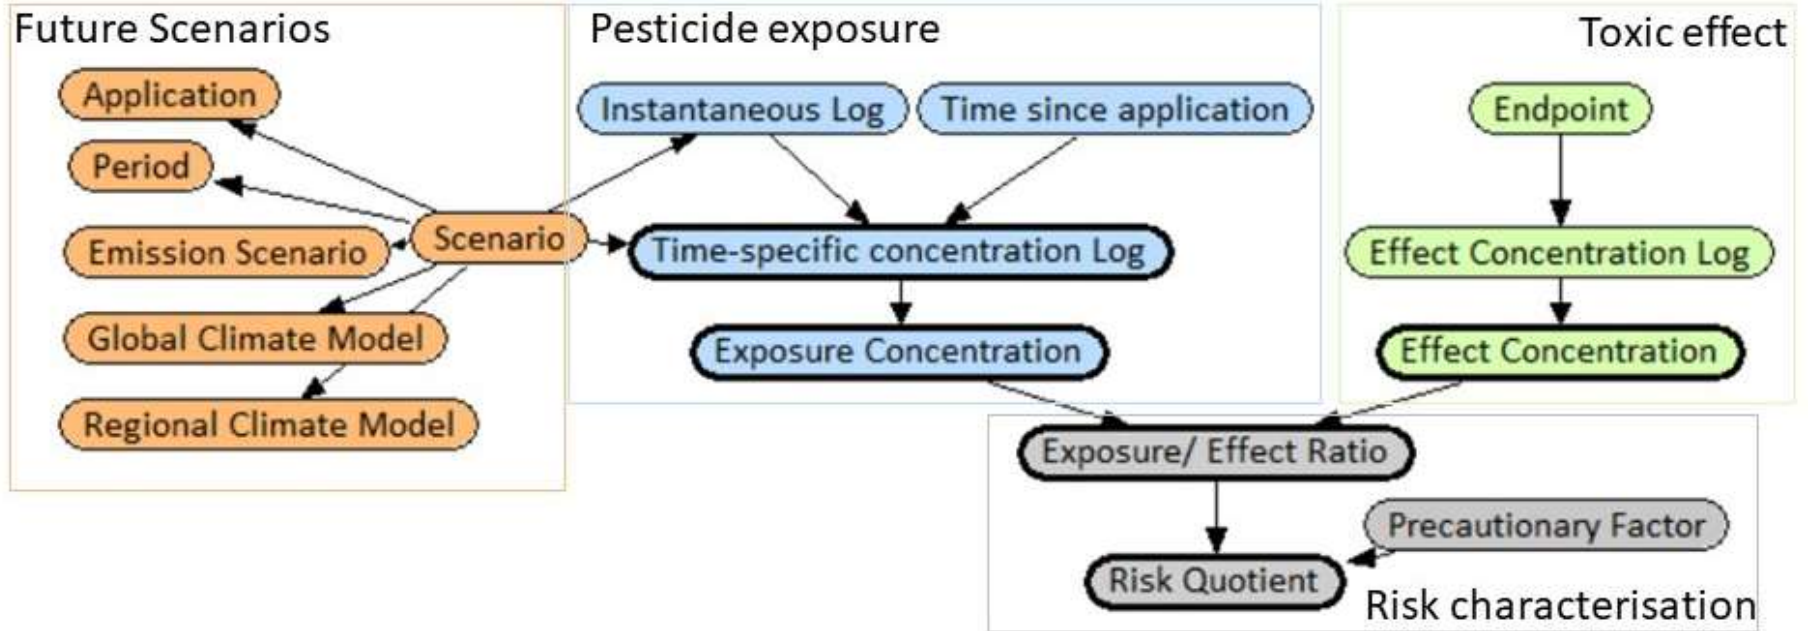 Future Scenarios
Application
Period
Emission Scenario
Scenario
Global Climate Model
Regional Climate Model
Pesticide exposure
Instantaneous Log
Time since application
Time-specific concentration Log
Exposure Concentration
Toxic effect
Endpoint
Effect Concentration Log
Effect Concentration
Exposure/ Effect Ratio
Precautionary Factor
Risk Quotient
Risk characterisation